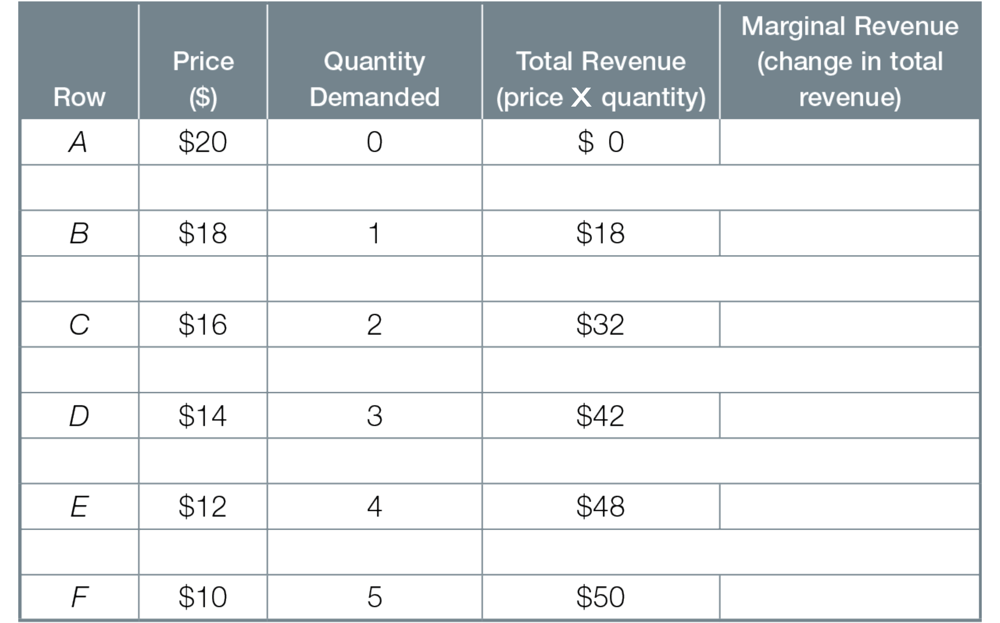 Row
Price
($)
Quantity
Demanded
Total Revenue
(price X quantity)
Marginal Revenue
(change in total
revenue)
A $20 0 $ 0
B $18 1 $18
C $16 2 $32
D $14 3 $42
E $12 4 $48
F $10 5 $50